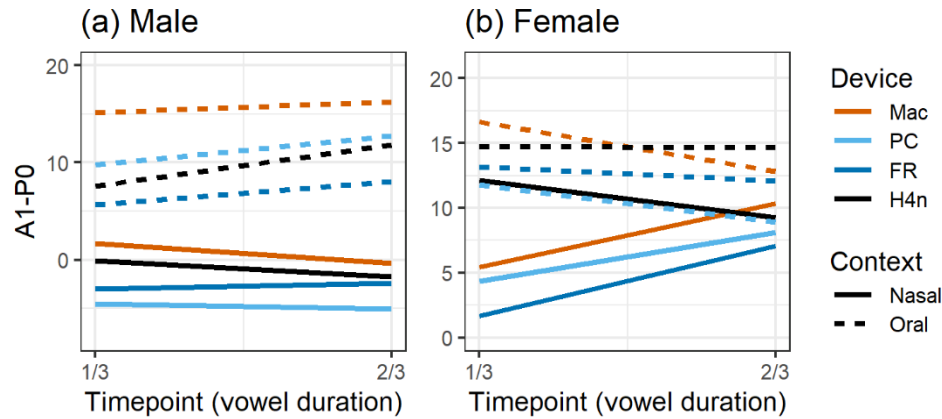 (a) Male
(b) Female
A1-P0
20
10
0
1/3
2/3
Timepoint (vowel duration)
20
15
10
5
0
1/3
2/3
Timepoint (vowel duration)
Device
Mac
PC
FR
H4n
Context
Nasal
Oral